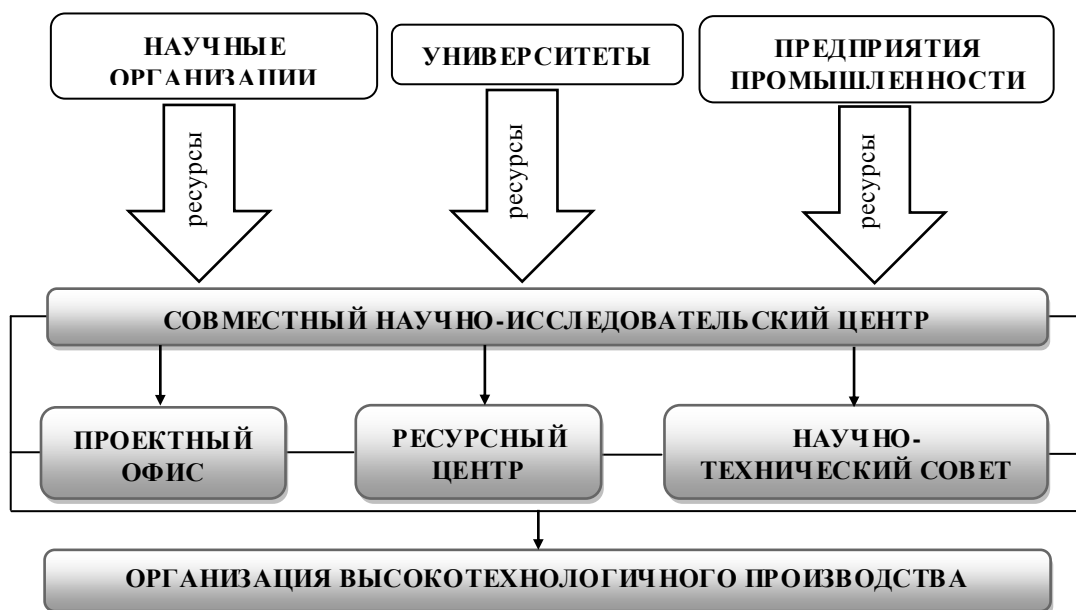 НАУЧНЫЕ
ОРГАНИЗАЦИИ
УНИВЕРСИТЕТЫ
ПРЕДПРИЯТИЯ
ПРОМЫШЛЕННОСТИ
ресурсы
ресурсы
ресурсы
СОВМЕСТНЫЙ НАУЧНО-ИССЛЕДОВАТЕЛЬСКИЙ ЦЕНТР
ПРОЕКТНЫЙ
ОФИС
РЕСУРСНЫЙ
ЦЕНТР
НАУЧНО-
ТЕХНИЧЕСКИЙ СОВЕТ
ОРГАНИЗАЦИЯ ВЫСОКОТЕХНОЛОГИЧНОГО ПРОИЗВОДСТВА